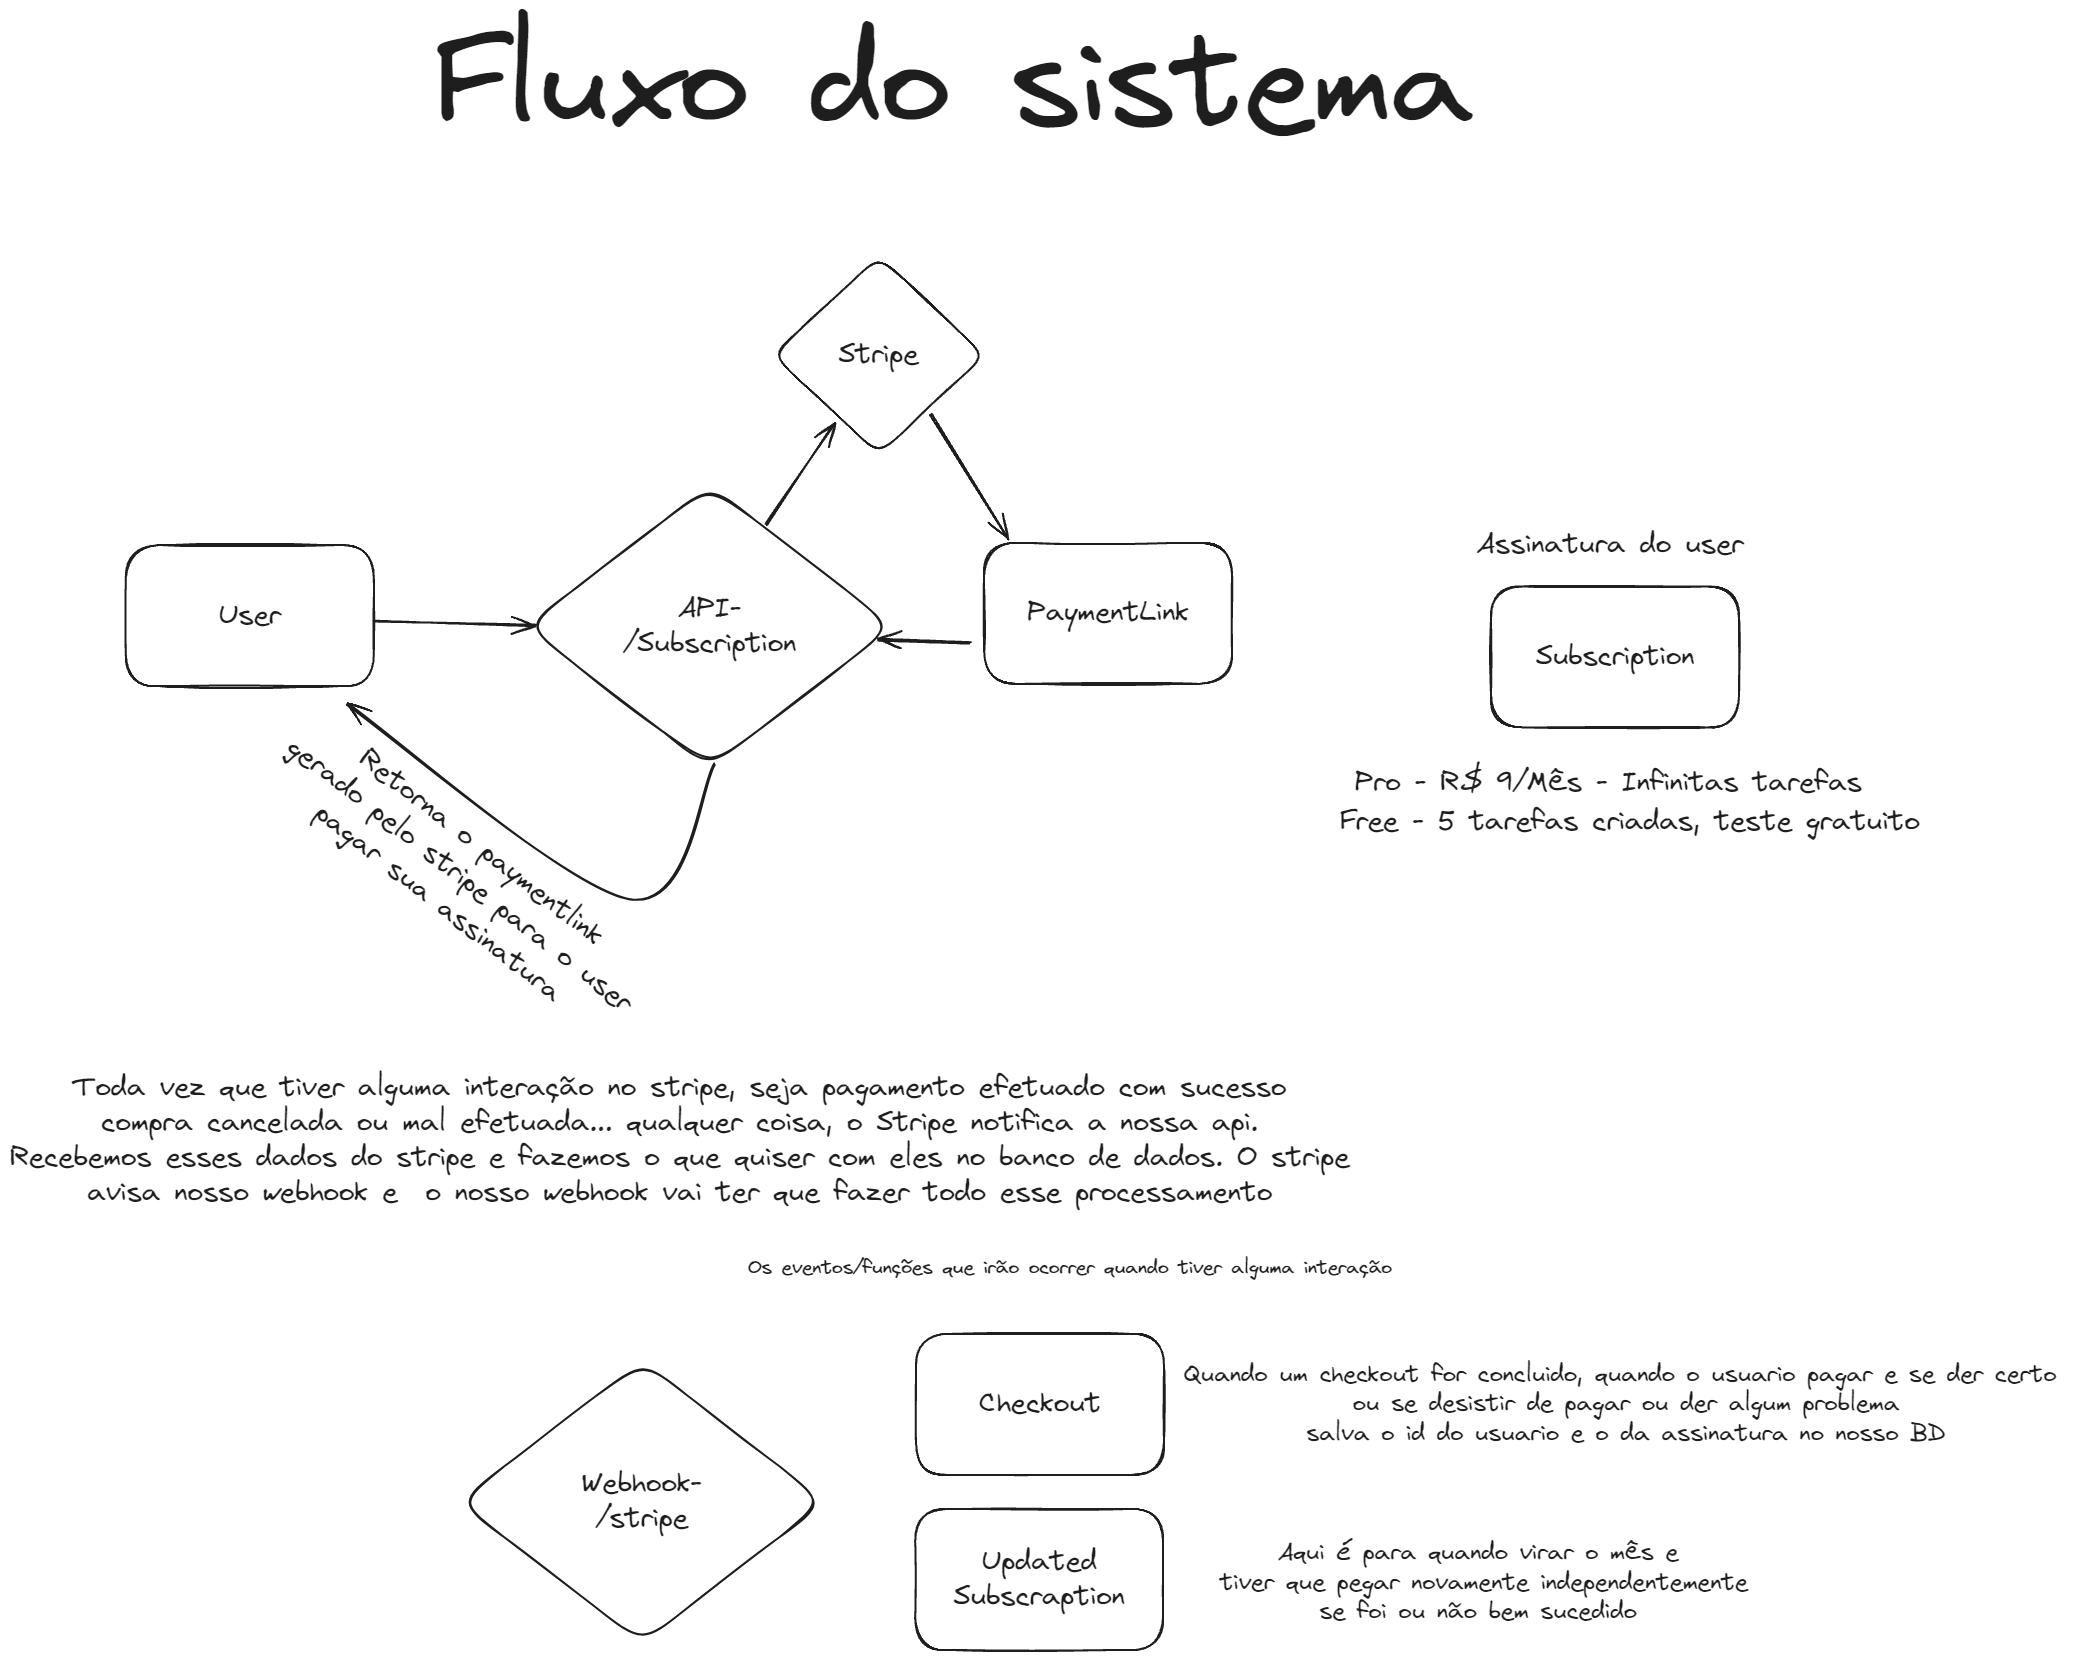 Fluxo do sistema
Stripe
User
API-
/Subscription
PaymentLink
Assinatura do user
Subscription
Pro - R$ 9/Mês - Infinitas tarefas
Free - 5 tarefas criadas, teste gratuito
Retorna o paymentlink
gerado pelo stripe para o user
pagar sua assinatura
Toda vez que tiver alguma interação no stripe, seja pagamento efetuado com sucesso
compra cancelada ou mal efetuada... qualquer coisa, o Stripe notifica a nossa api.
Recebemos esses dados do stripe e fazemos o que quiser com eles no banco de dados. O stripe
avisa nosso webhook e  o nosso webhook vai ter que fazer todo esse processamento
Os eventos/funções que irão ocorrer quando tiver alguma interação
Checkout
Quando um checkout for concluido, quando o usuario pagar e se der certo
ou se desistir de pagar ou der algum problema
salva o id do usuario e o da assinatura no nosso BD
Webhook-
/stripe
Updated
Subscraption
Aqui é para quando virar o mês e
tiver que pegar novamente independentemente
se foi ou não bem sucedido